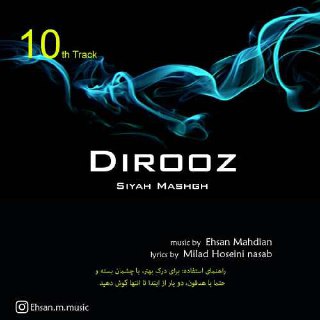 10th Track
DIROOZ
SIYAH MASHGH
music by Ehsan Mahdian
lyrics by Milad Hoseini nasab
راهنمای استفاده: برای درک بهتر، با چشمان بسته و
حتما با هدفون، دو بار از ابتدا تا انتها گوش دهید
Ehsan.m.music